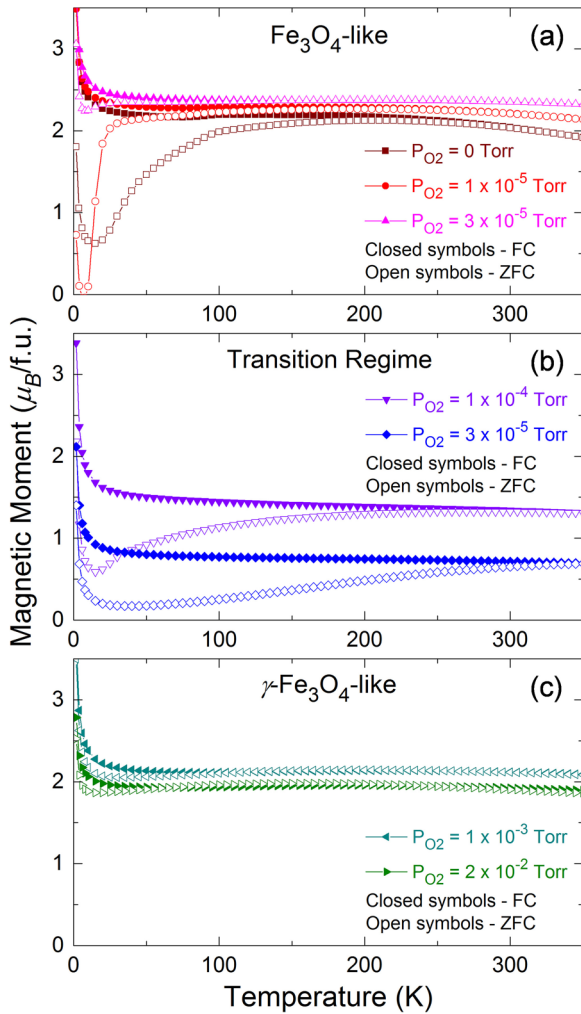 Magnetic Moment (μB/f.u.)
Fe3O4-like
(a)
3
2
1
0
PO2 = 0 Torr
PO2 = 1 x 10-5 Torr
PO2 = 3 x 10-5 Torr
Closed symbols - FC
Open symbols - ZFC
0
100
200
300
Transition Regime
(b)
3
2
1
0
PO2 = 1 x 10-4 Torr
PO2 = 3 x 10-5 Torr
Closed symbols - FC
Open symbols - ZFC
0
100
200
300
γ-Fe3O4-like
(c)
3
2
1
0
PO2 = 1 x 10-3 Torr
PO2 = 2 x 10-2 Torr
Closed symbols - FC
Open symbols - ZFC
0
100
200
300
Temperature (K)